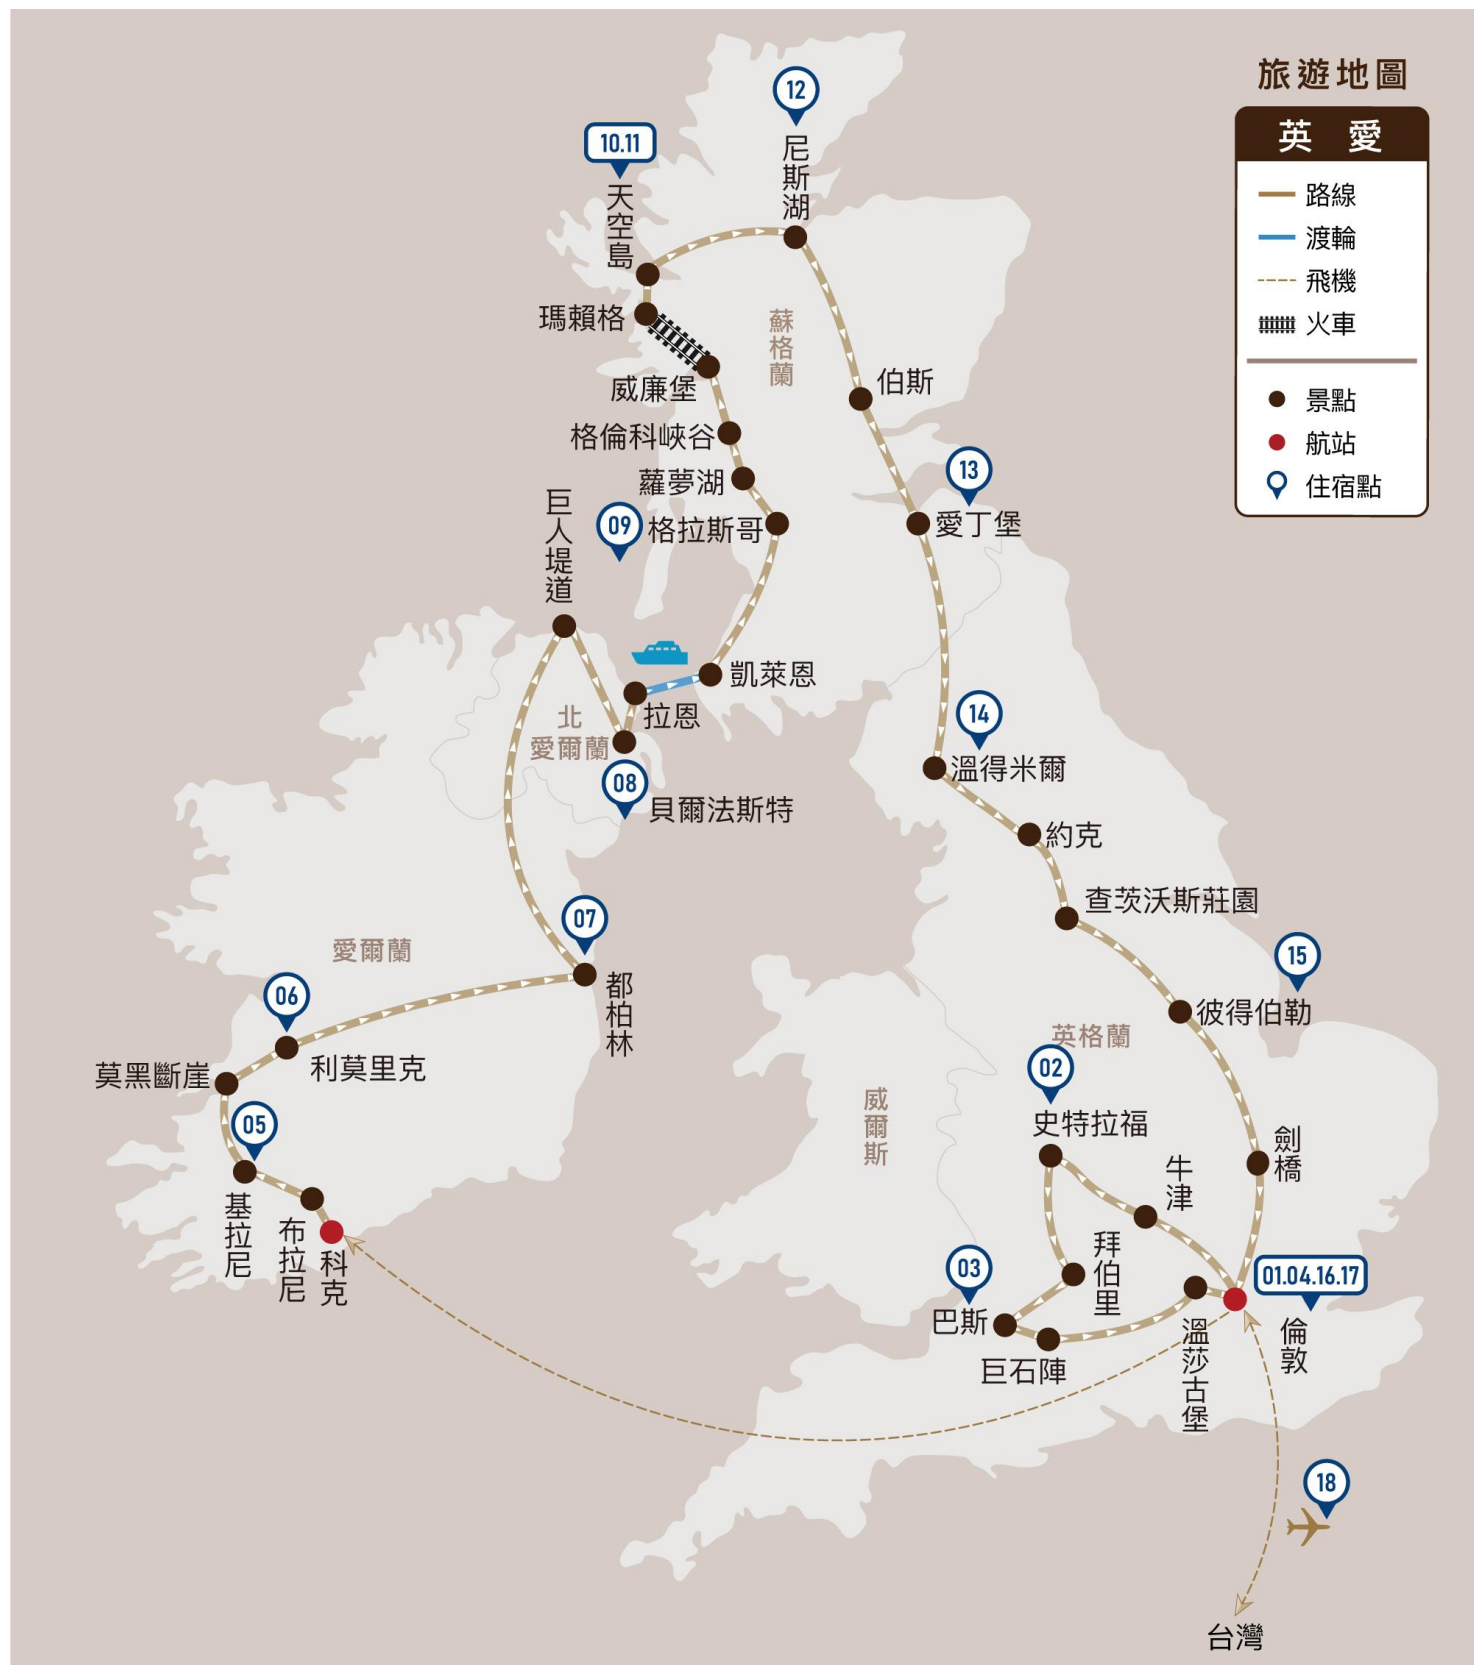 旅遊地圖
英 愛
路線
渡輪
飛機
火車
景點
航站
住宿點
12
尼斯湖
10.11
天空島
瑪賴格
蘇格蘭
威廉堡
伯斯
格倫科峽谷
蘿夢湖
13
愛丁堡
09
格拉斯哥
巨人堤道
凱萊恩
拉恩
北
愛爾蘭
08
貝爾法斯特
14
溫得米爾
約克
查茨沃斯莊園
07
都柏林
愛爾蘭
06
利莫里克
莫黑斷崖
05
基拉尼
布拉尼
科克
15
彼得伯勒
英格蘭
02
史特拉福
威爾斯
劍橋
牛津
拜伯里
03
巴斯
巨石陣
溫莎古堡
01.04.16.17
倫敦
18
台灣